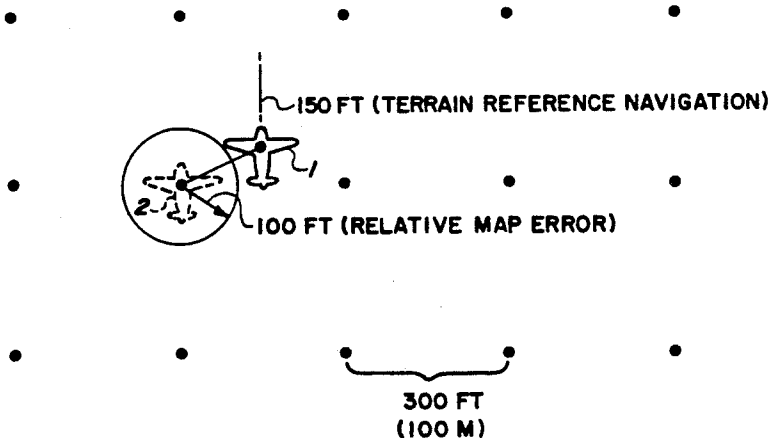 150 FT (TERRAIN REFERENCE NAVIGATION)
1
2
100 FT (RELATIVE MAP ERROR)
300 FT
(100 M)